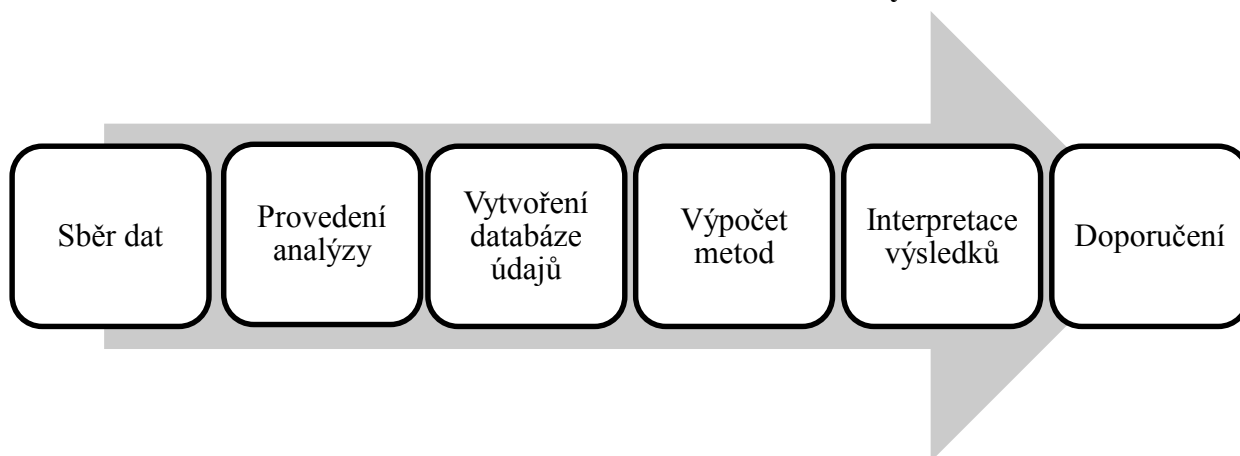 Sběr dat
Provedení
analýzy
Vytvoření
databáze
údajů
Výpočet
metod
Interpretace
výsledků
Doporučení